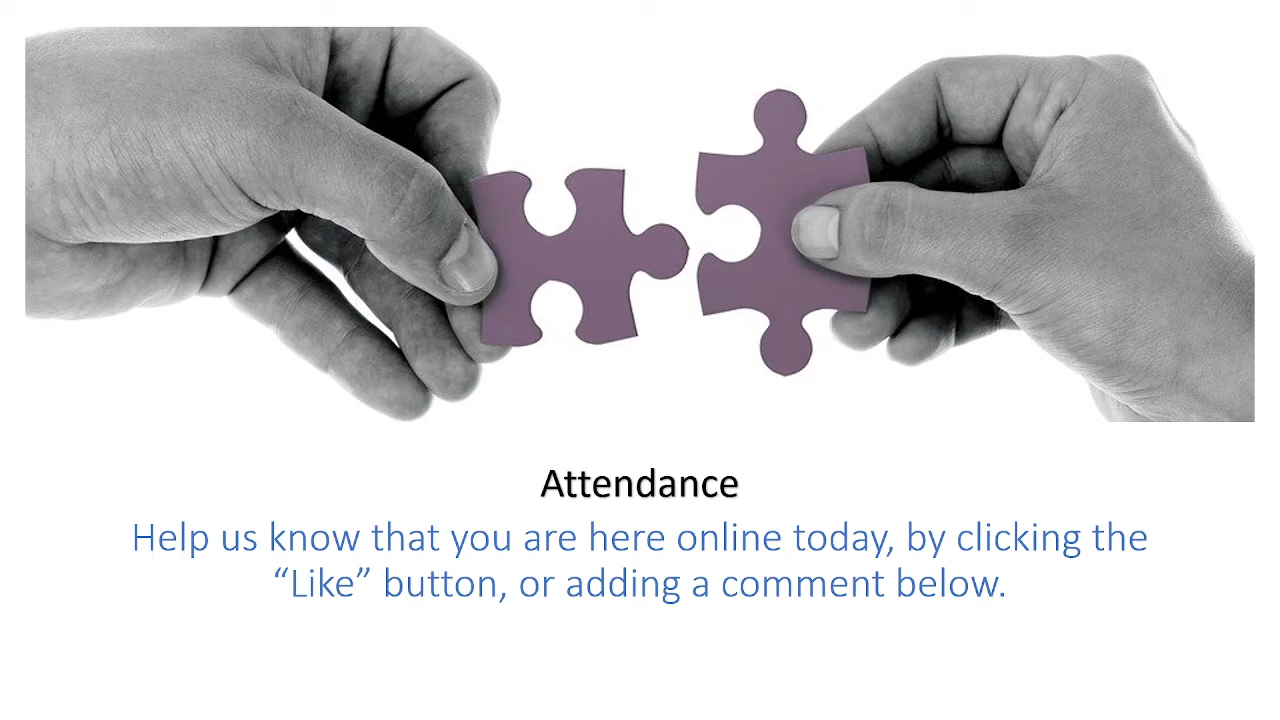 Attendance
Help us know that you are here online today, by clicking the
“Like” button, or adding a comment below.